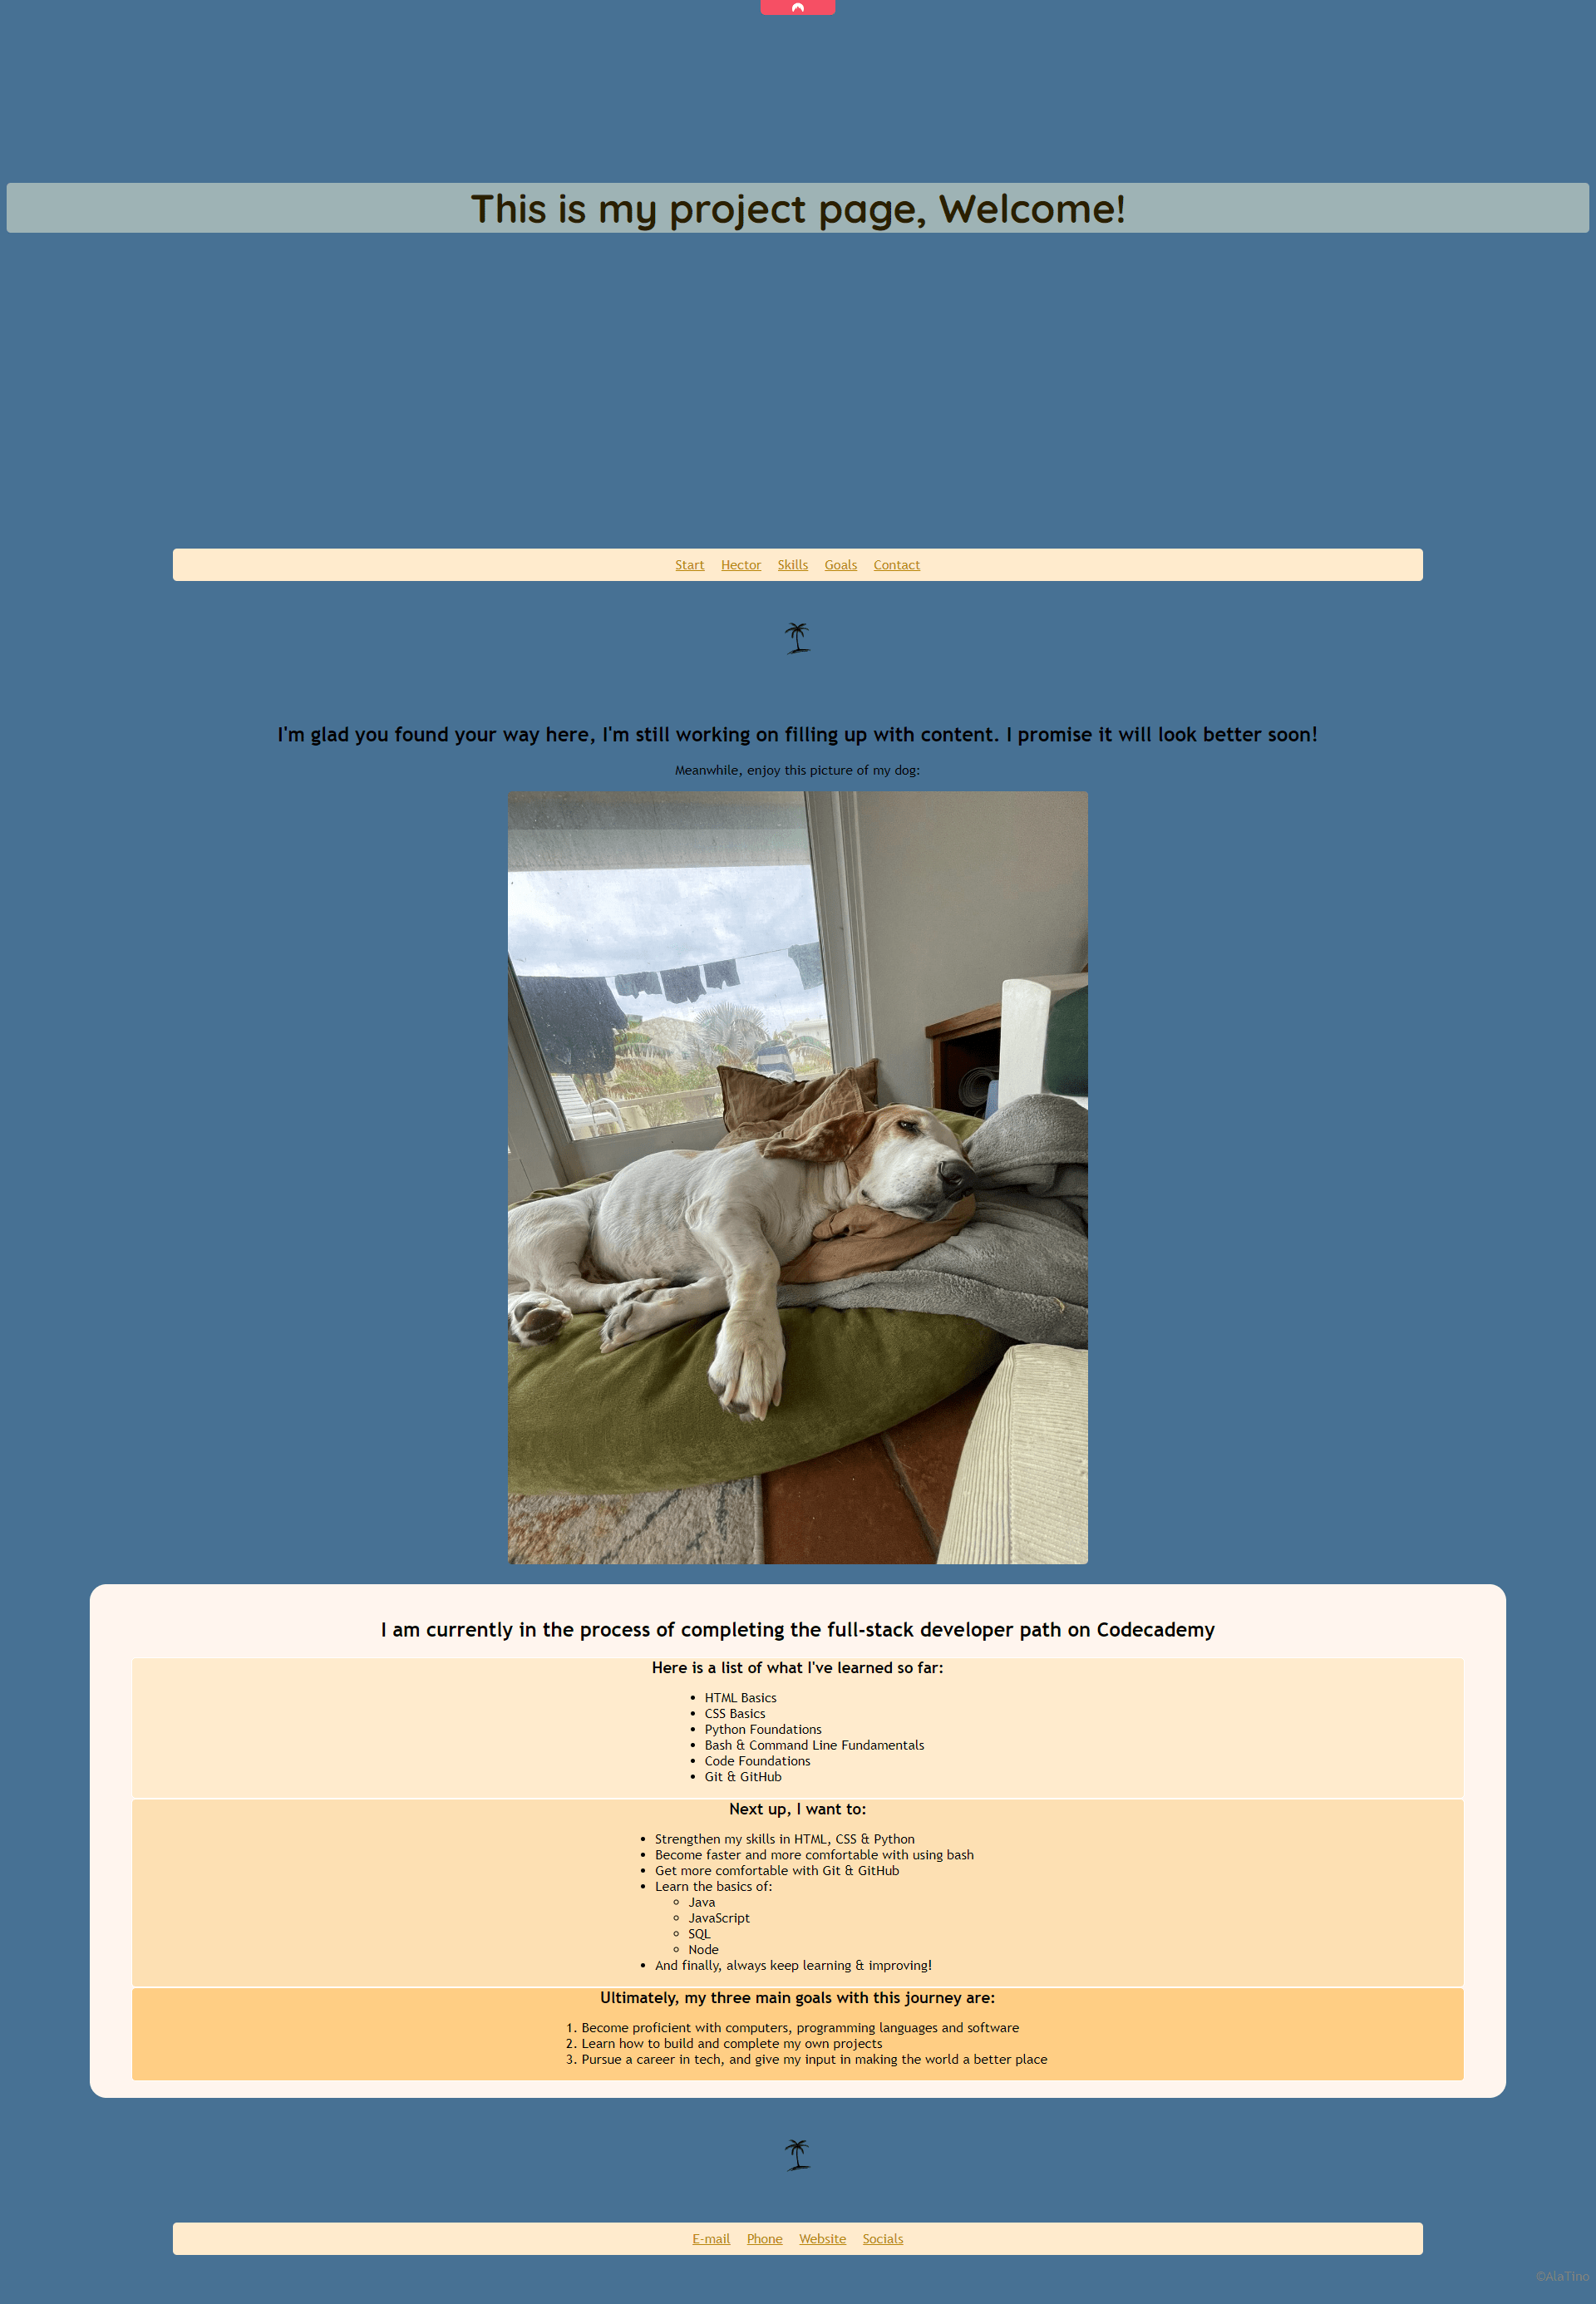 This is my project page, Welcome!
Start Hector Skills Goals Contact
I'm glad you found your way here, I'm still working on filling up with content. I promise it will look better soon!
Meanwhile, enjoy this picture of my dog:
I am currently in the process of completing the full-stack developer path on Codecademy
Here is a list of what I've learned so far:
• HTML Basics
• CSS Basics
• Python Foundations
• Bash & Command Line Fundamentals
• Code Foundations
• Git & GitHub
Next up, I want to:
• Strengthen my skills in HTML, CSS & Python
• Become faster and more comfortable with using bash
• Get more comfortable with Git & GitHub
• Learn the basics of:
◦ Java
◦ JavaScript
◦ SQL
◦ Node
• And finally, always keep learning & improving!
Ultimately, my three main goals with this journey are:
1. Become proficient with computers, programming languages and software
2. Learn how to build and complete my own projects
3. Pursue a career in tech, and give my input in making the world a better place
E-mail Phone Website Socials
©AlaTino